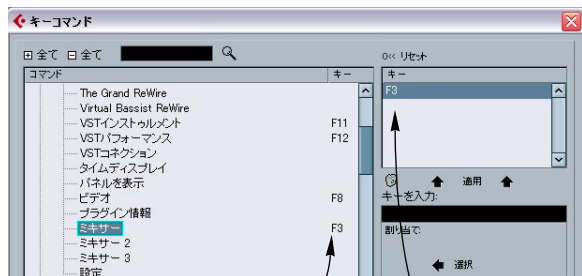 キーコマンド
全て 全て
0<< リセット
コマンド キー
キー
The Grand ReWire
F3
Virtual Bassist ReWire
VSTインストゥルメント F11
VSTパフォーマンス F12
VSTコネクション
タイムディスプレイ
パネルを表示
適用
ビデオ F8
キーを入力:
プラグイン情報
ミキサー F3
割り当て:
ミキサー 2
ミキサー 3
選択
設定